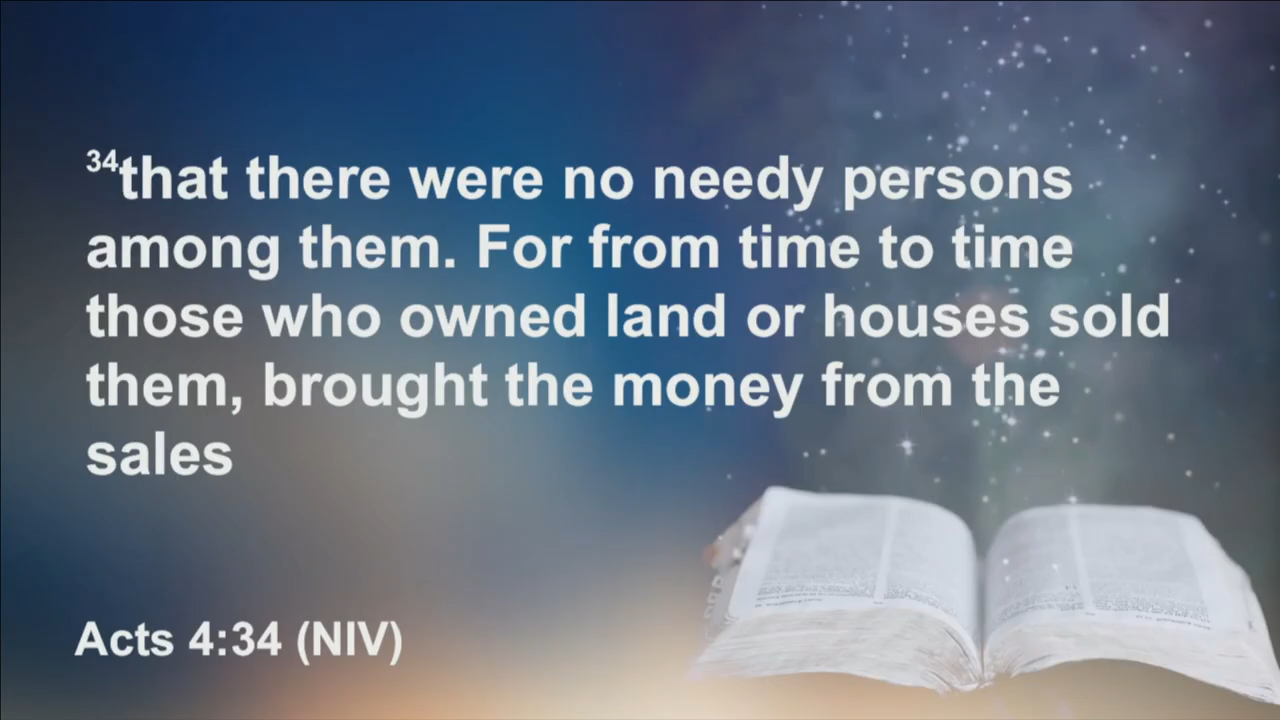 34that there were no needy persons
among them. For from time to time
those who owned land or houses sold
them, brought the money from the
sales
Acts 4:34 (NIV)